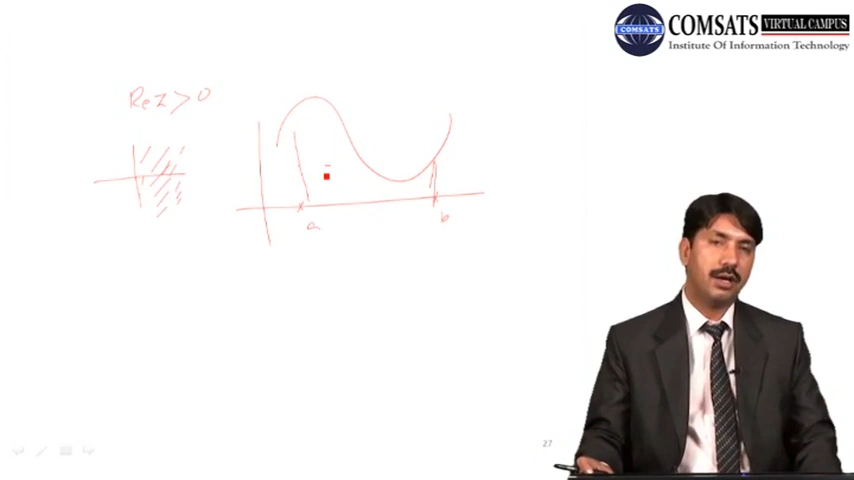 COMSATS VIRTUAL CAMPUS
COMSATS
Institute Of Information Technology
Re z > 0
a
b
27